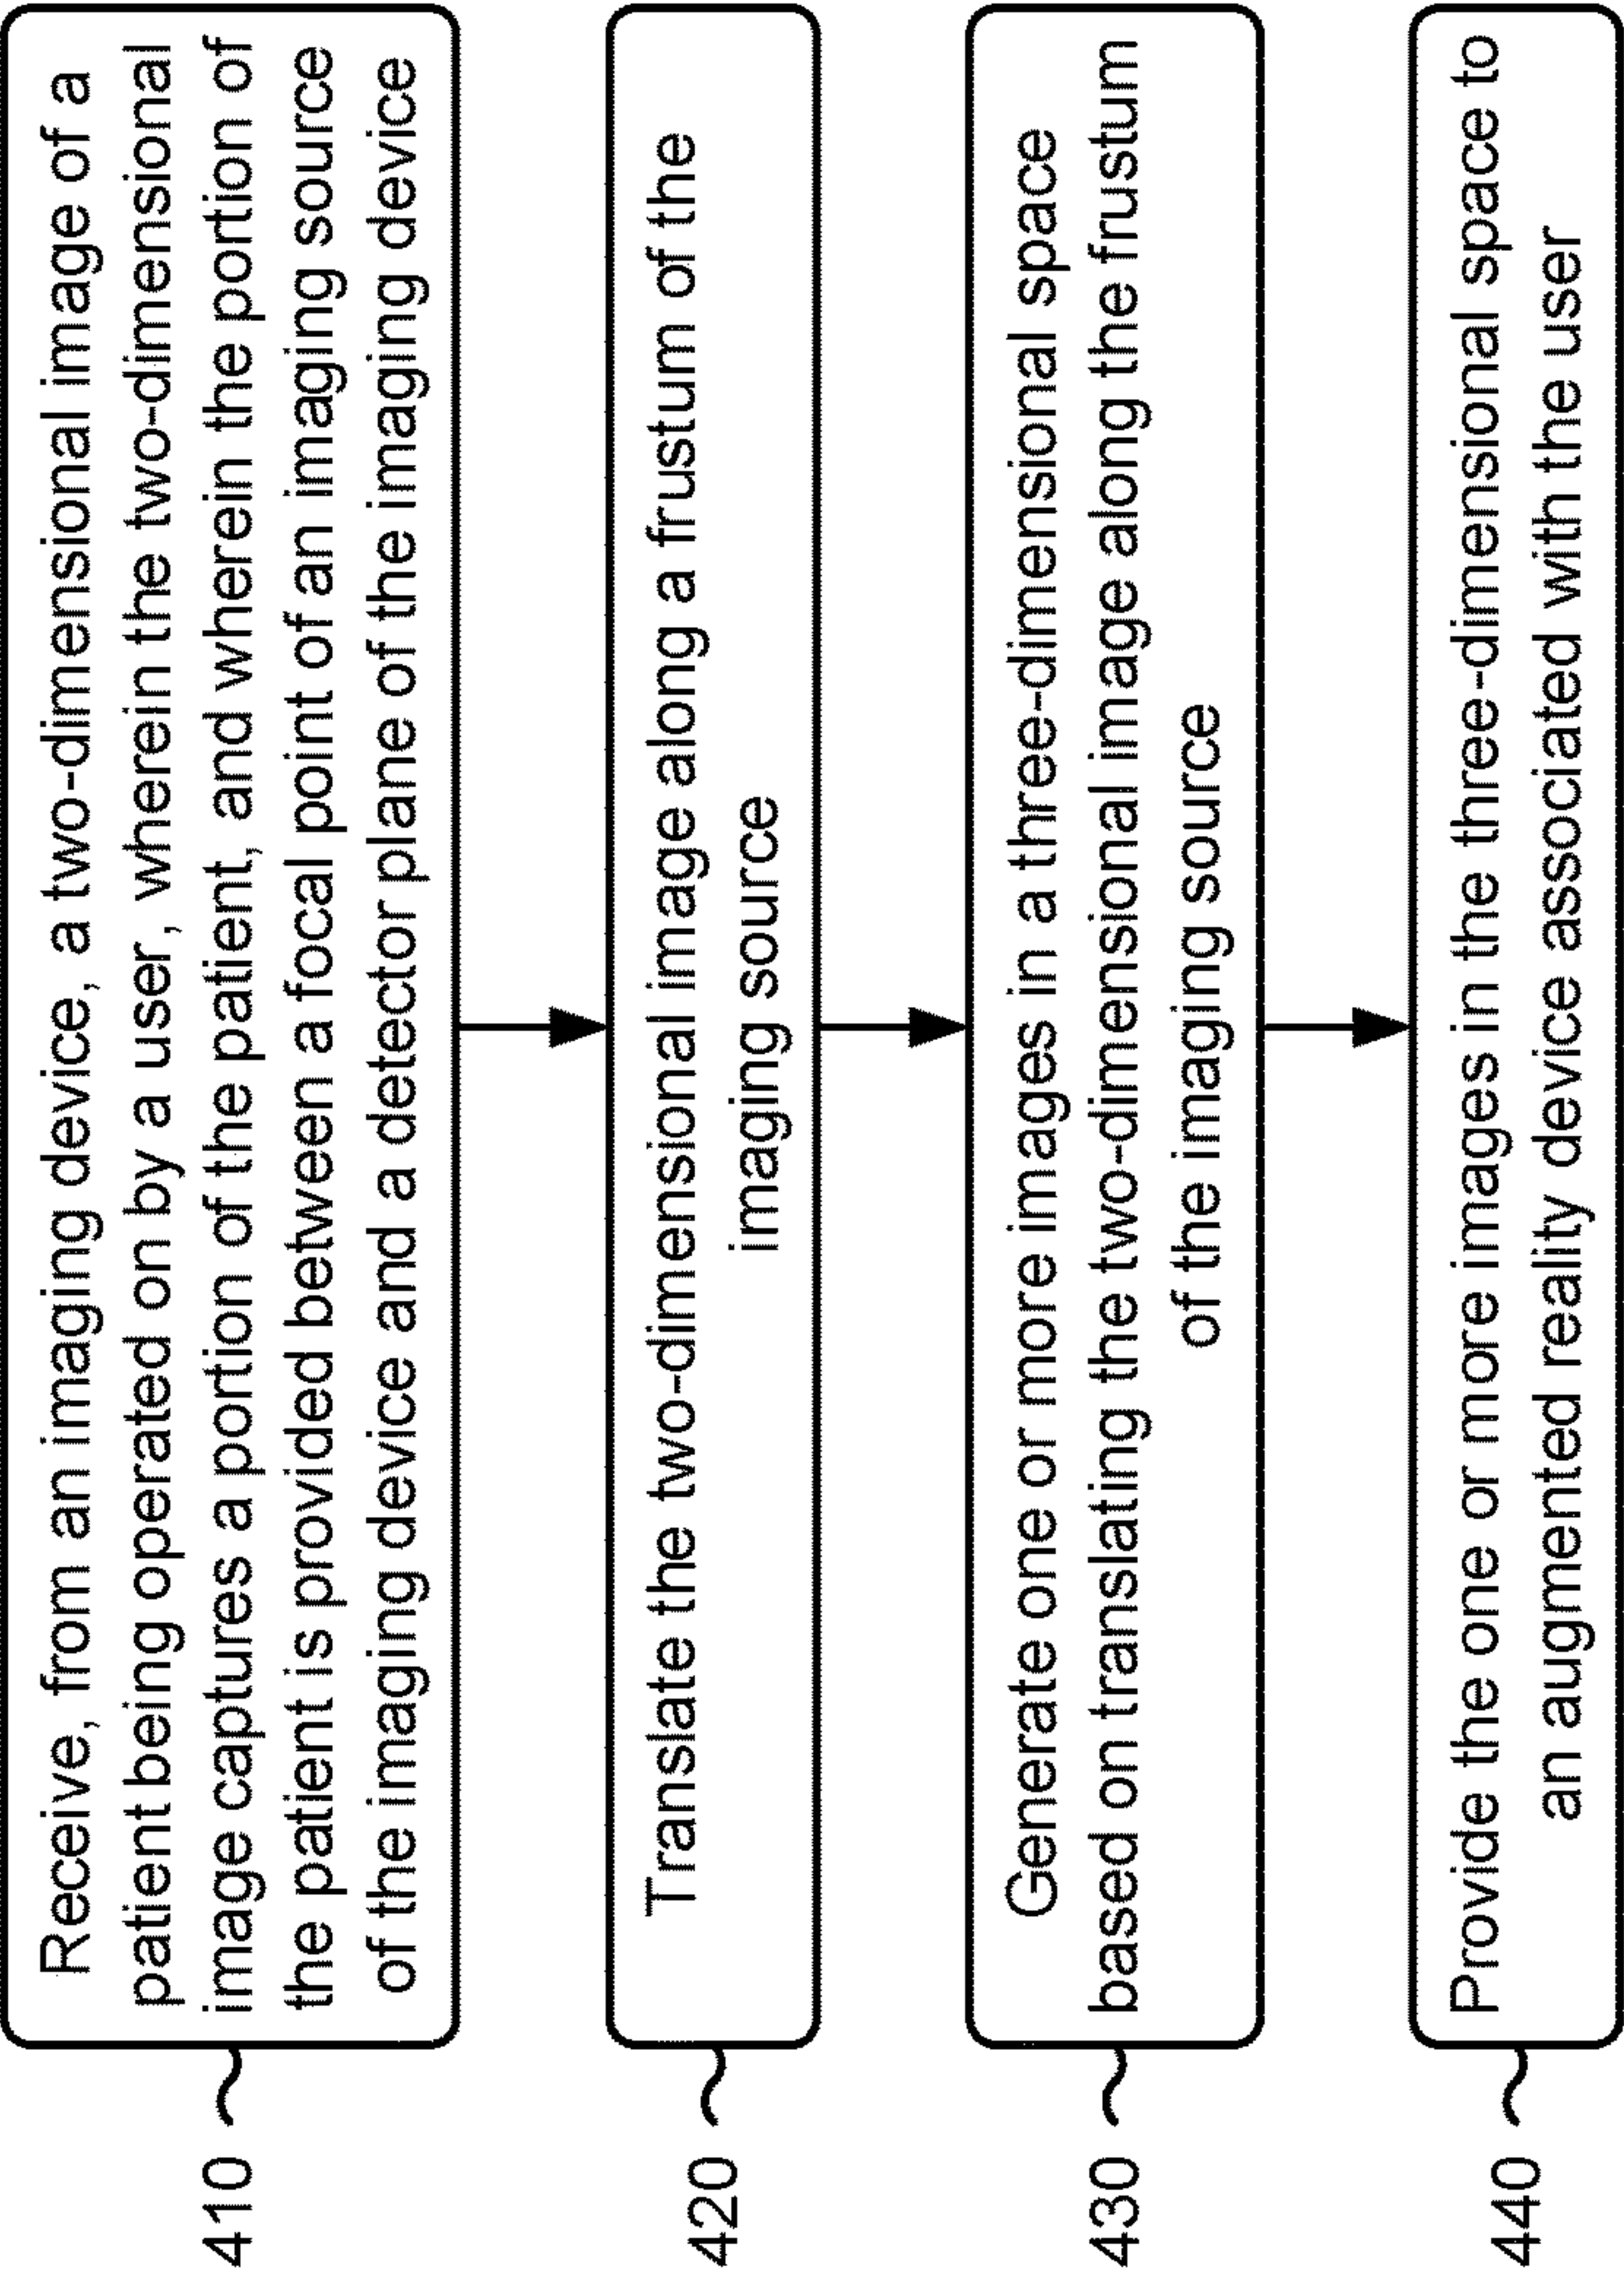 410
Receive, from an imaging device, a two-dimensional image of a
patient being operated on by a user, wherein the two-dimensional
image captures a portion of the patient, and wherein the portion of
the patient is provided between a focal point of an imaging source
of the imaging device and a detector plane of the imaging device
420
Translate the two-dimensional image along a frustum of the
imaging source
430
Generate one or more images in a three-dimensional space
based on translating the two-dimensional image along the frustum
of the imaging source
440
Provide the one or more images in the three-dimensional space to
an augmented reality device associated with the user